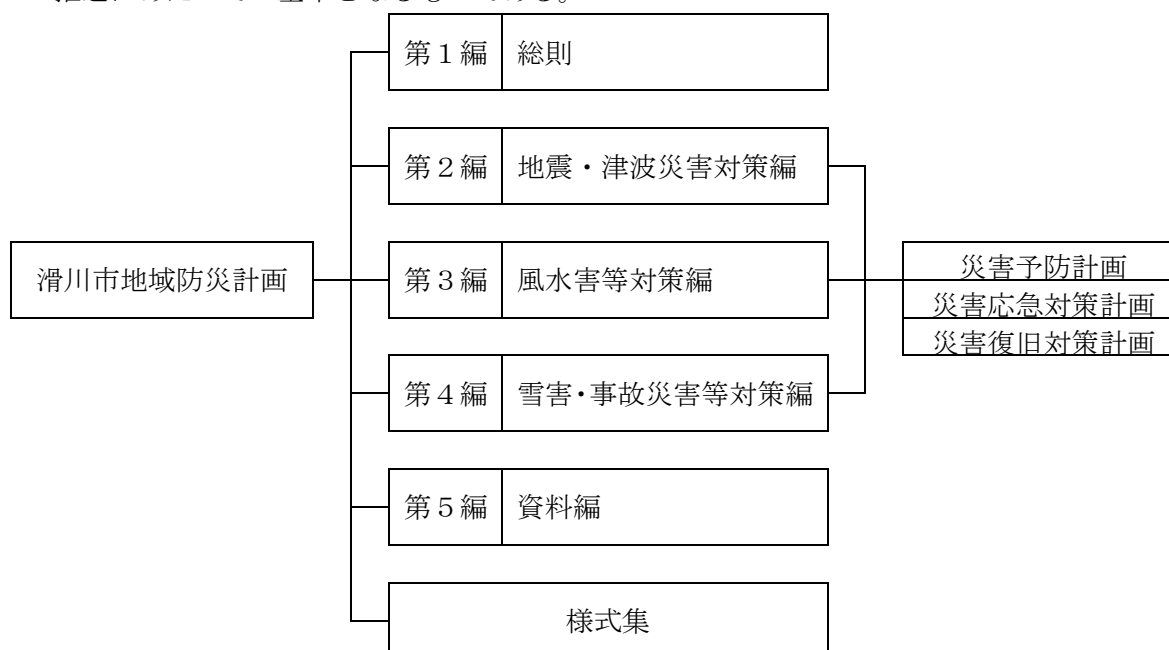 第１編 総則
第２編 地震・津波災害対策編
滑川市地域防災計画 第３編 風水害等対策編 災害予防計画
災害応急対策計画
災害復旧対策計画
第４編 雪害・事故災害等対策編
第５編 資料編
様式集